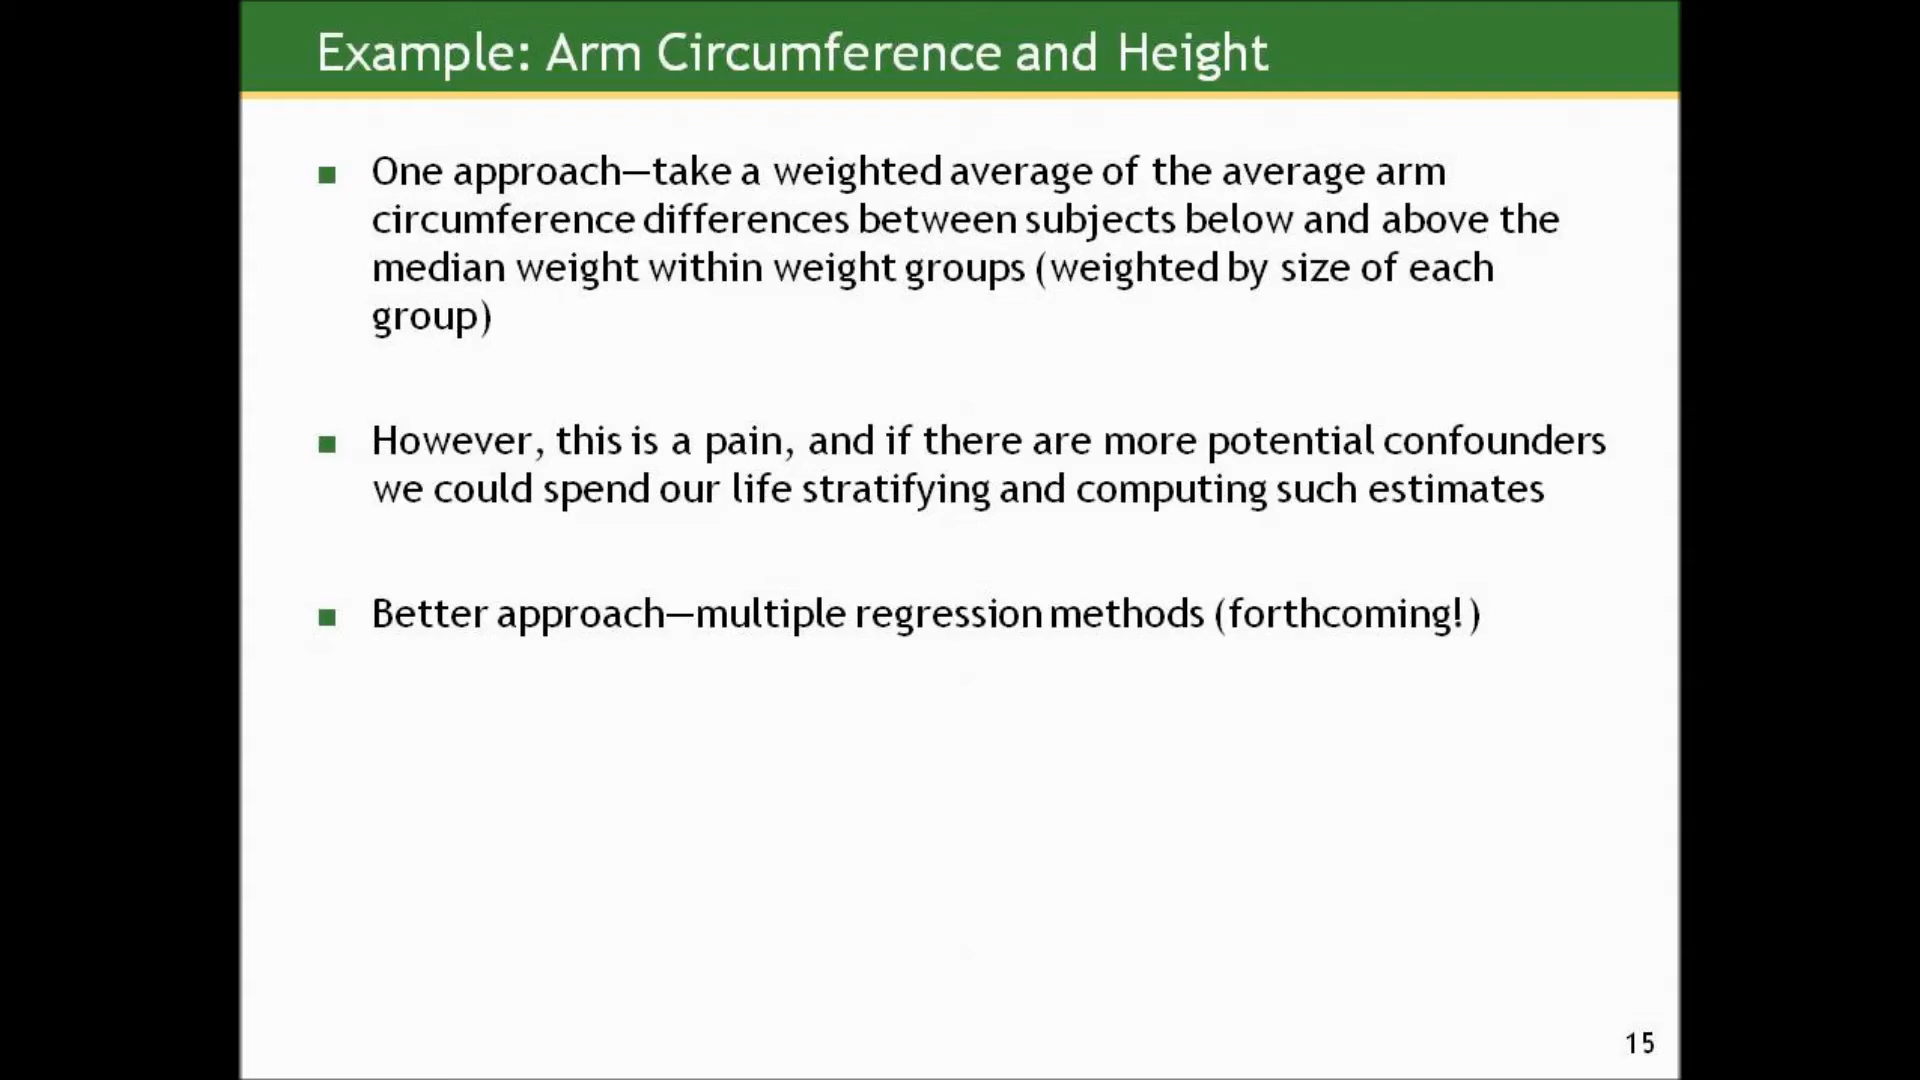 Example: Arm Circumference and Height
One approach—take a weighted average of the average arm
circumference differences between subjects below and above the
median weight within weight groups (weighted by size of each
group)
However, this is a pain, and if there are more potential confounders
we could spend our life stratifying and computing such estimates
Better approach—multiple regression methods (forthcoming!)
15